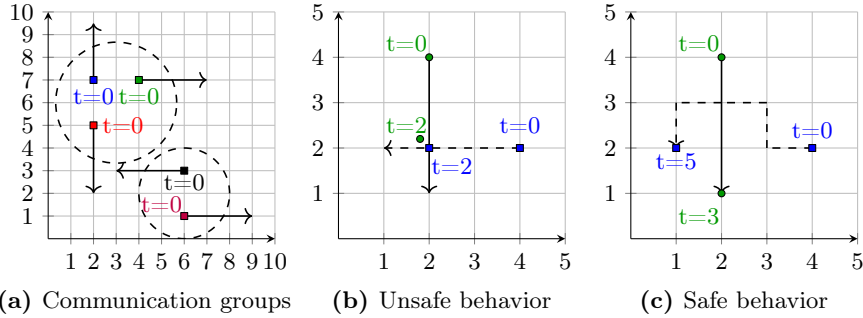 10
9
8
7
6
5
4
3
2
1
1 2 3 4 5 6 7 8 9 10
t=0
t=0
t=0
t=0
t=0
(a) Communication groups
5
4
3
2
1
1 2 3 4 5
t=0
t=2
t=0
t=2
(b) Unsafe behavior
5
4
3
2
1
1 2 3 4 5
t=0
t=0
t=5
t=3
(c) Safe behavior